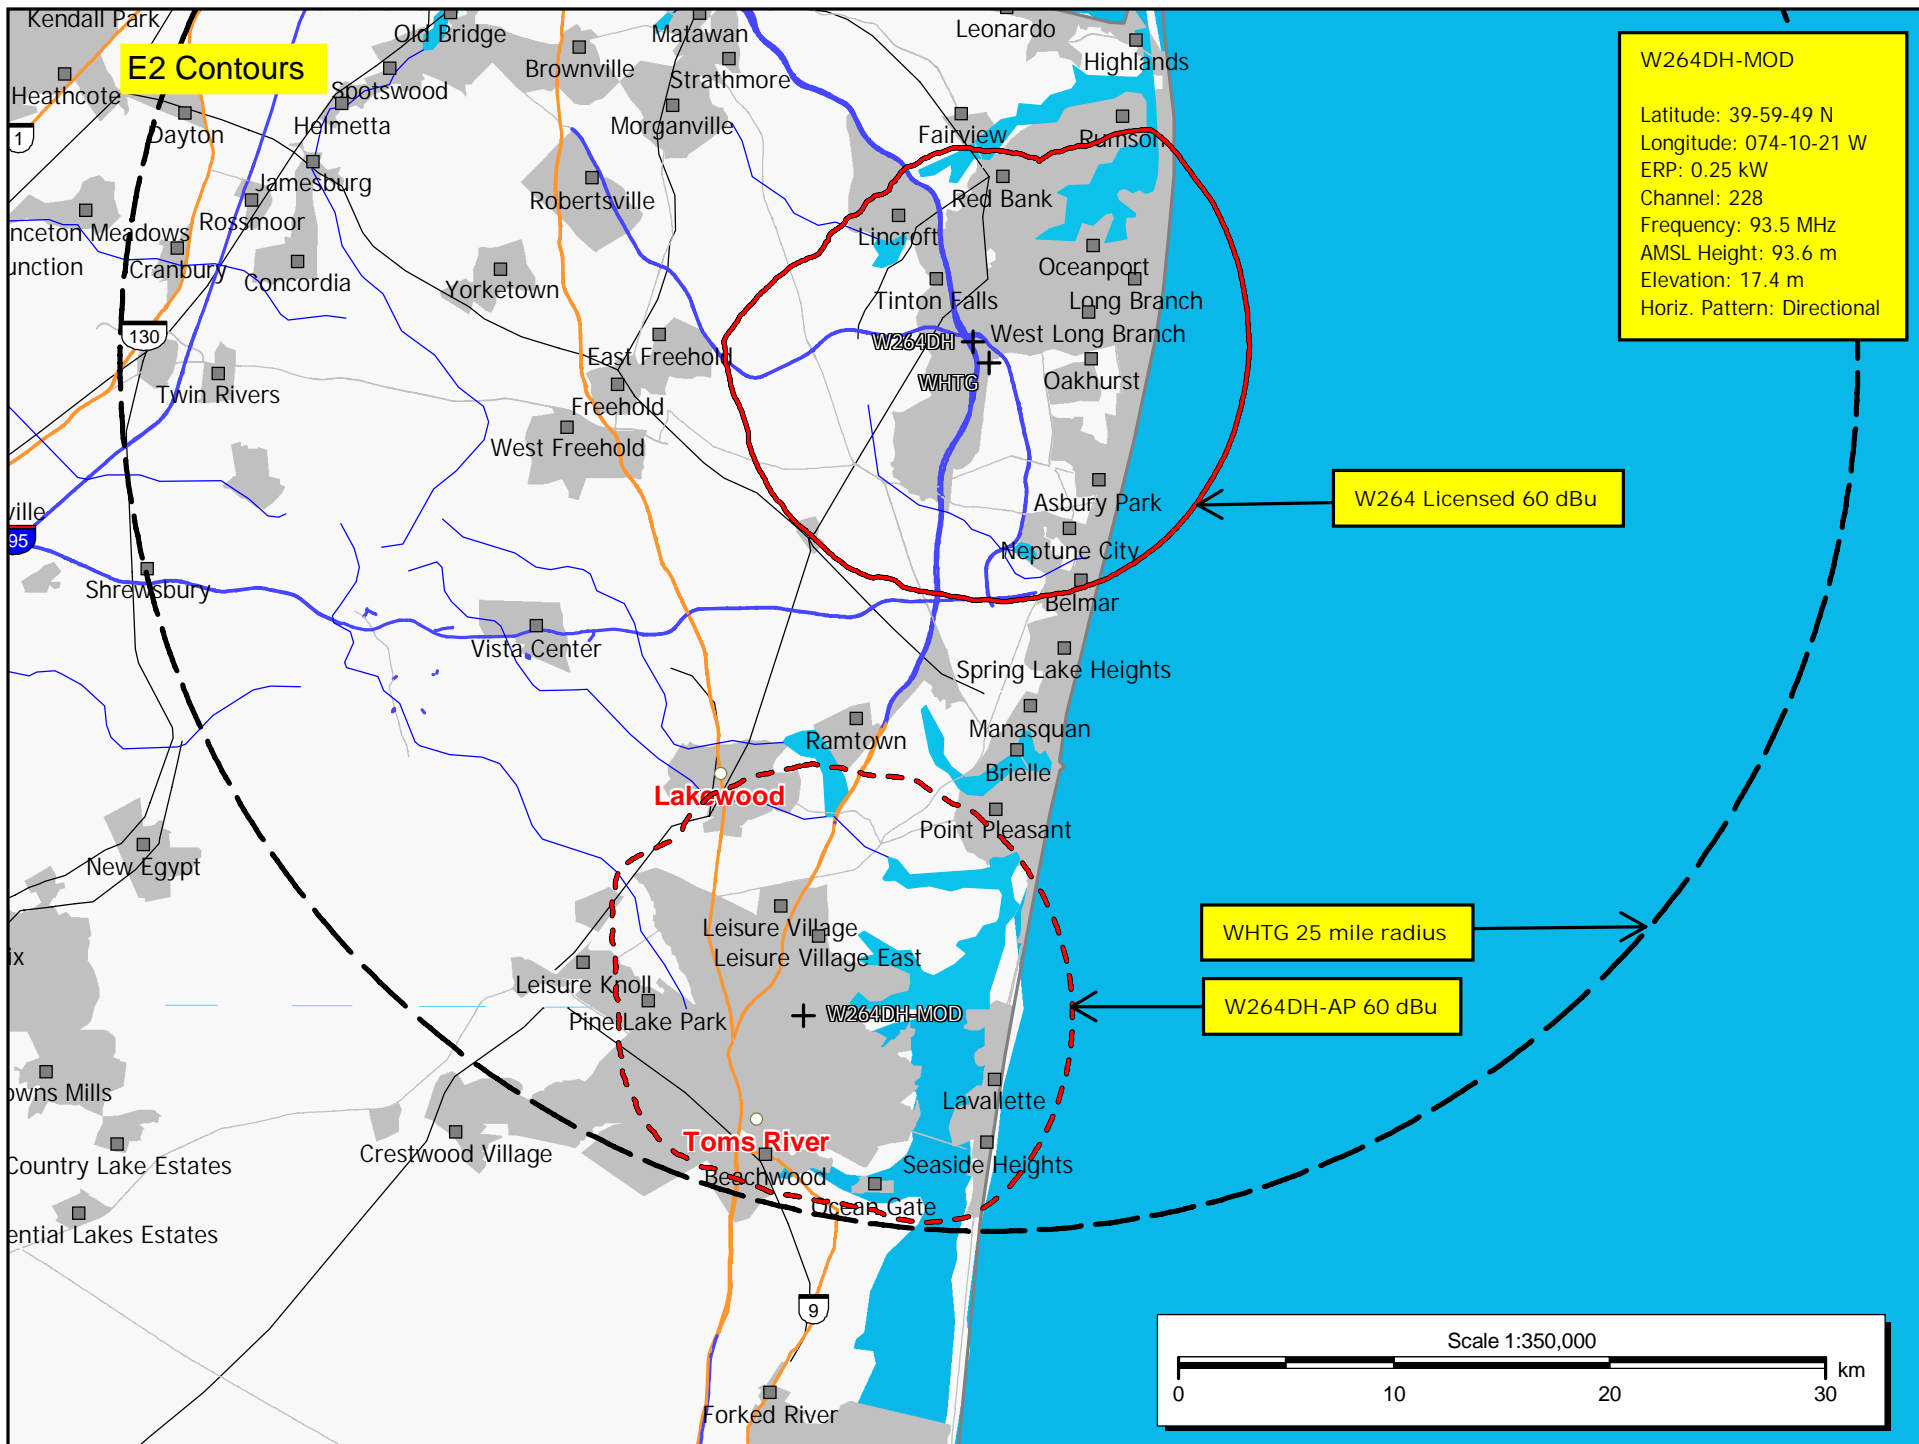 Kendall Park
Old Bridge
Matawan
Leonardo
E2 Contours
Brownville
Strathmore
Highlands
W264DH-MOD
Latitude: 39-59-49 N
Longitude: 074-10-21 W
ERP: 0.25 kW
Channel: 228
Frequency: 93.5 MHz
AMSL Height: 93.6 m
Elevation: 17.4 m
Horiz. Pattern: Directional
Heathcote
Spotswood
1
Dayton
Helmetta
Morganville
Fairview
Rumson
Jamesburg
Rossmoor
Robertsville
Red Bank
nceton Meadows
Lincroft
unction
Cranbury
Concordia
Yorketown
Oceanport
Tinton Falls
Long Branch
130
East Freehold
W264DH
West Long Branch
WHTG
Oakhurst
Twin Rivers
Freehold
West Freehold
Asbury Park
W264 Licensed 60 dBu
ville
95
Neptune City
Shrewsbury
Belmar
Vista Center
Spring Lake Heights
Manasquan
Ramtown
Brielle
Lakewood
Point Pleasant
New Egypt
Leisure Village
WHTG 25 mile radius
ix
Leisure Village East
Leisure Knoll
W264DH-AP 60 dBu
Pine Lake Park
W264DH-MOD
owns Mills
Lavallette
Toms River
Crestwood Village
Country Lake Estates
Seaside Heights
Beachwood
Ocean Gate
ential Lakes Estates
9
Scale 1:350,000
km
0 10 20 30
Forked River